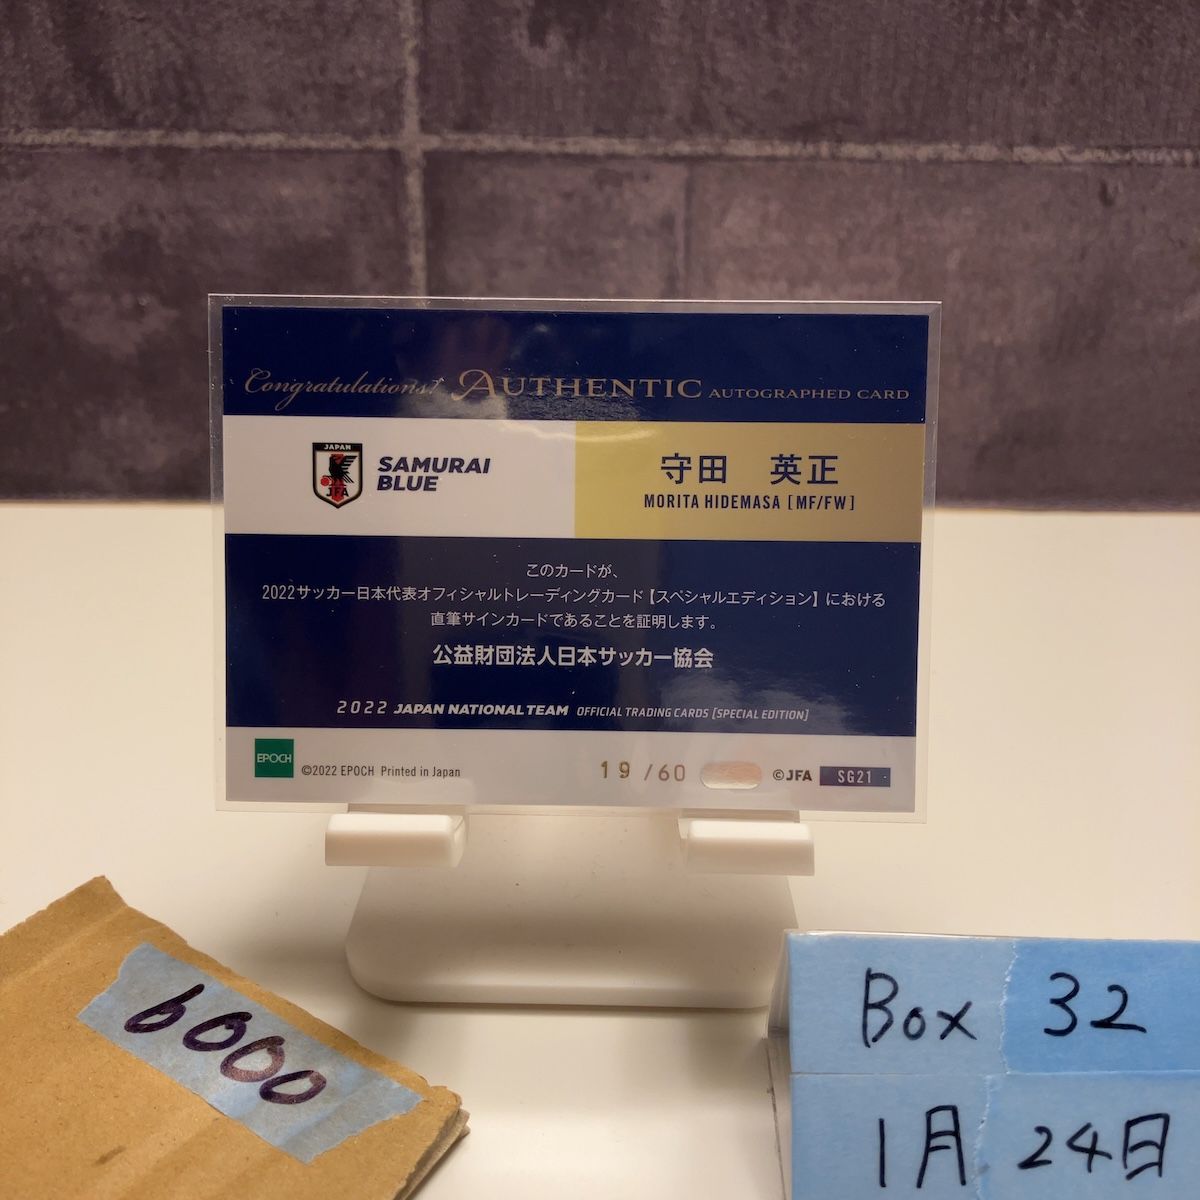 Congratulations! AUTHENTIC AUTOGRAPHED CARD
JAPAN
JFA
SAMURAI
BLUE
守田 英正
MORITA HIDEMASA [MF/FW]
このカードが、
2022サッカー日本代表オフィシャルトレーディングカード【スペシャルエディション】における
直筆サインカードであることを証明します。
公益財団法人日本サッカー協会
2022 JAPAN NATIONAL TEAM OFFICIAL TRADING CARDS [SPECIAL EDITION]
EPOCH ©2022 EPOCH Printed in Japan 19/60 ©JFA SG21
6000
Box 32
1月24日